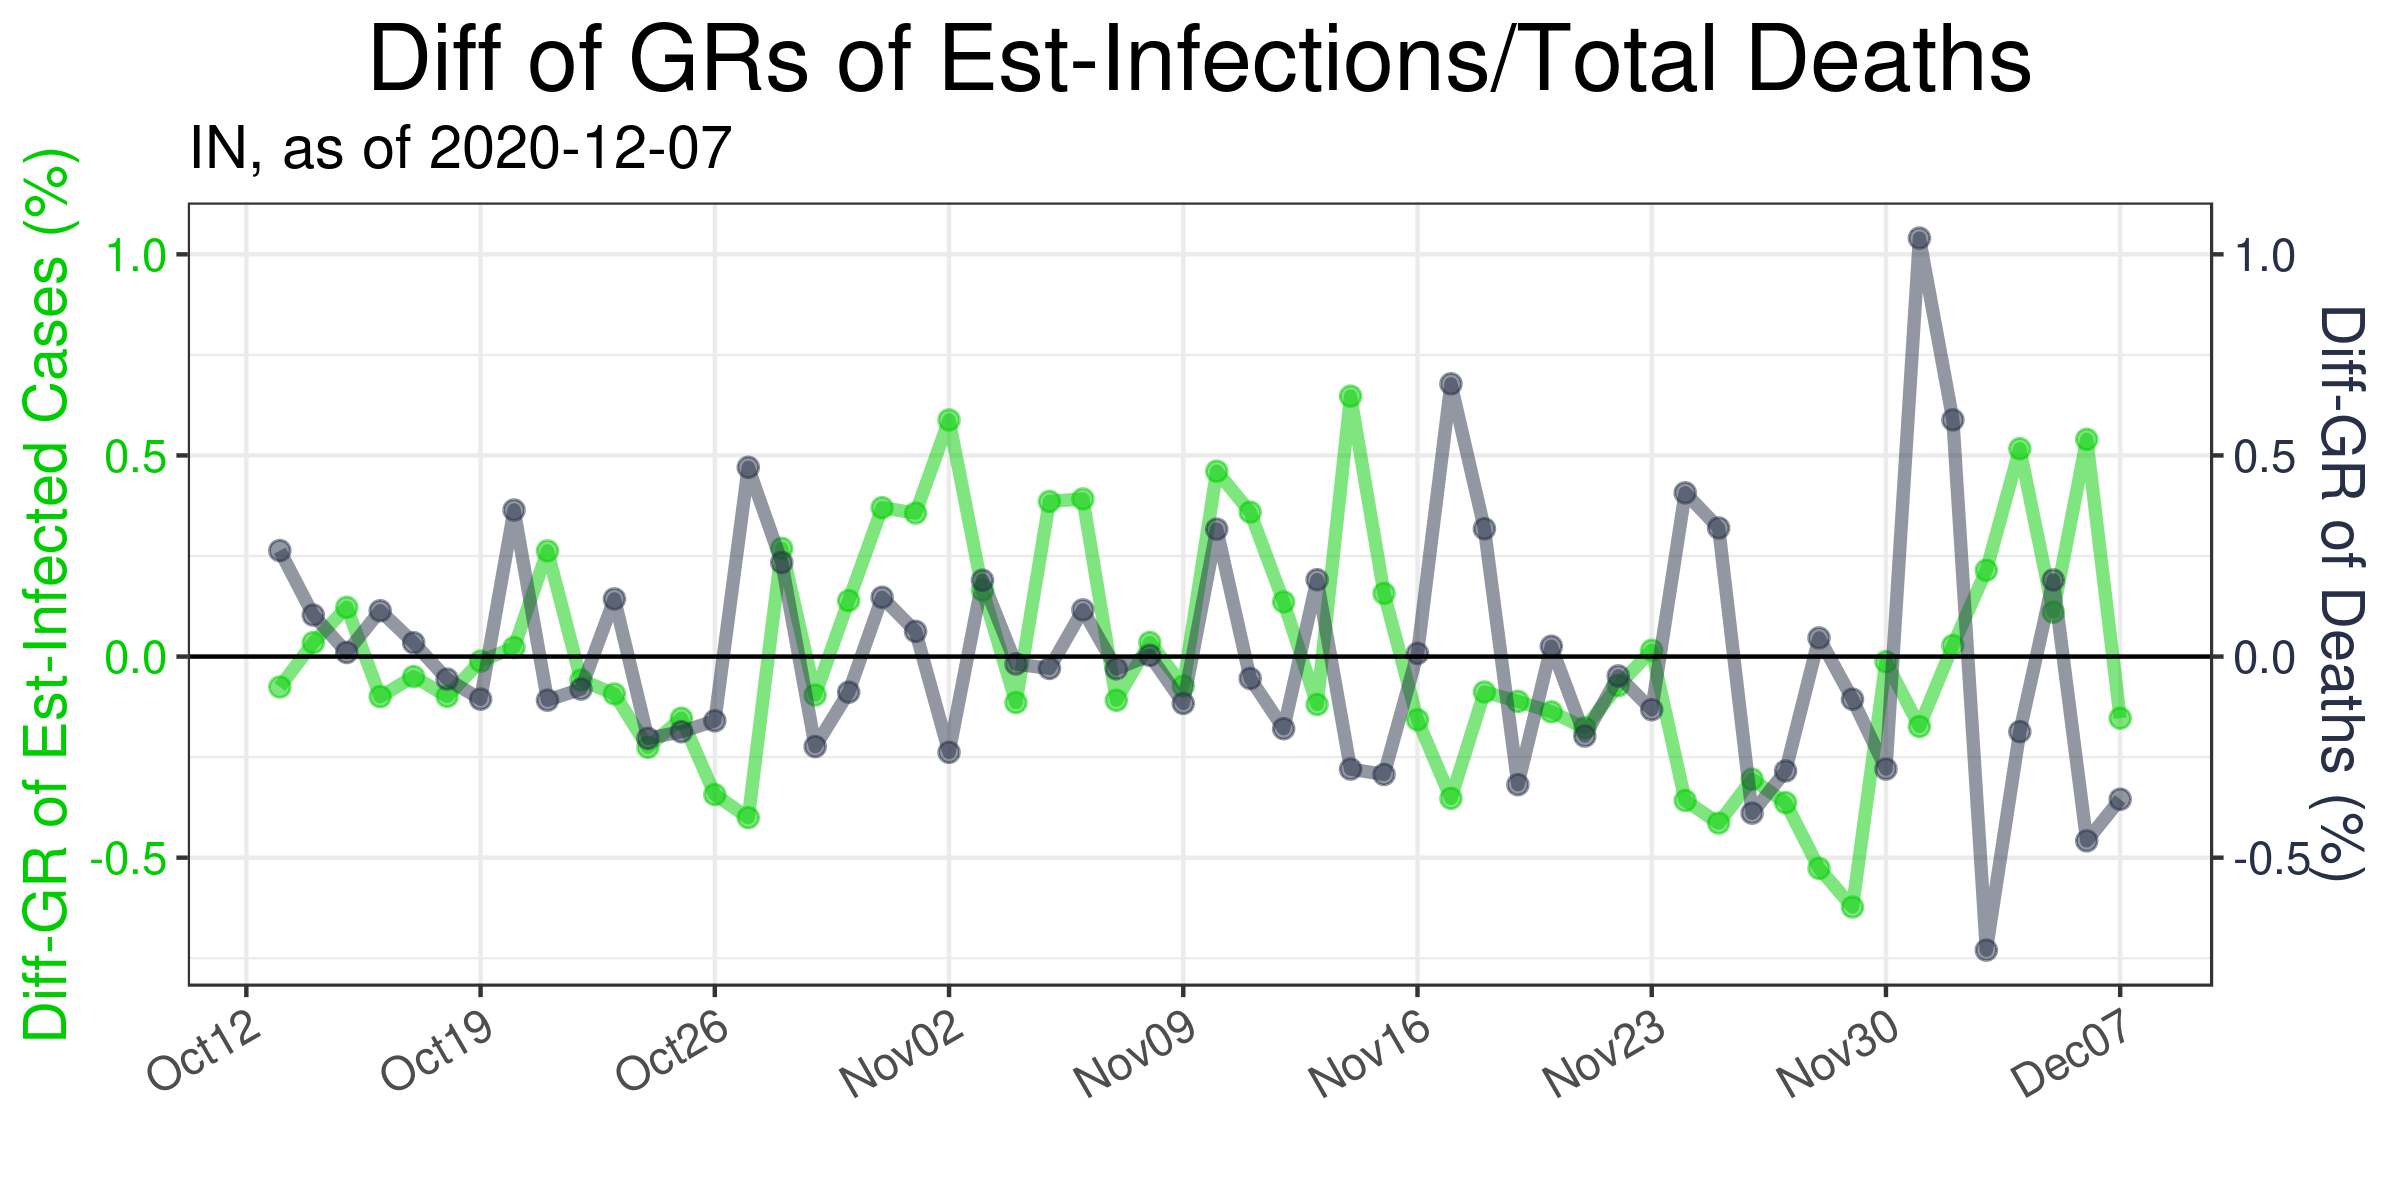 Diff of GRs of Est-Infections/Total Deaths
IN, as of 2020-12-07
Diff-GR of Est-Infected Cases (%)
1.0
0.5
0.0
-0.5
1.0
0.5
0.0
-0.5
Diff-GR of Deaths (%)
Oct12
Oct19
Oct26
Nov02
Nov09
Nov16
Nov23
Nov30
Dec07